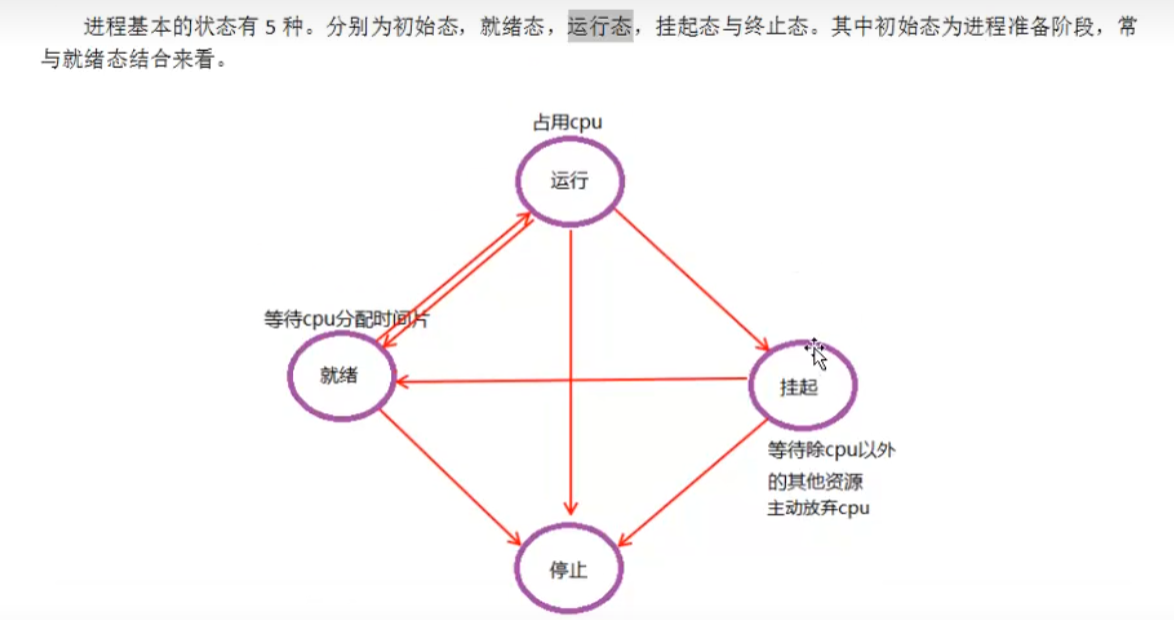 进程基本的状态有 5 种。分别为初始态，就绪态，运行态，挂起态与终止态。其中初始态为进程准备阶段，常
与就绪态结合来看。
占用cpu
运行
等待cpu分配时间片
就绪
挂起
等待除cpu以外
的其他资源
主动放弃cpu
停止